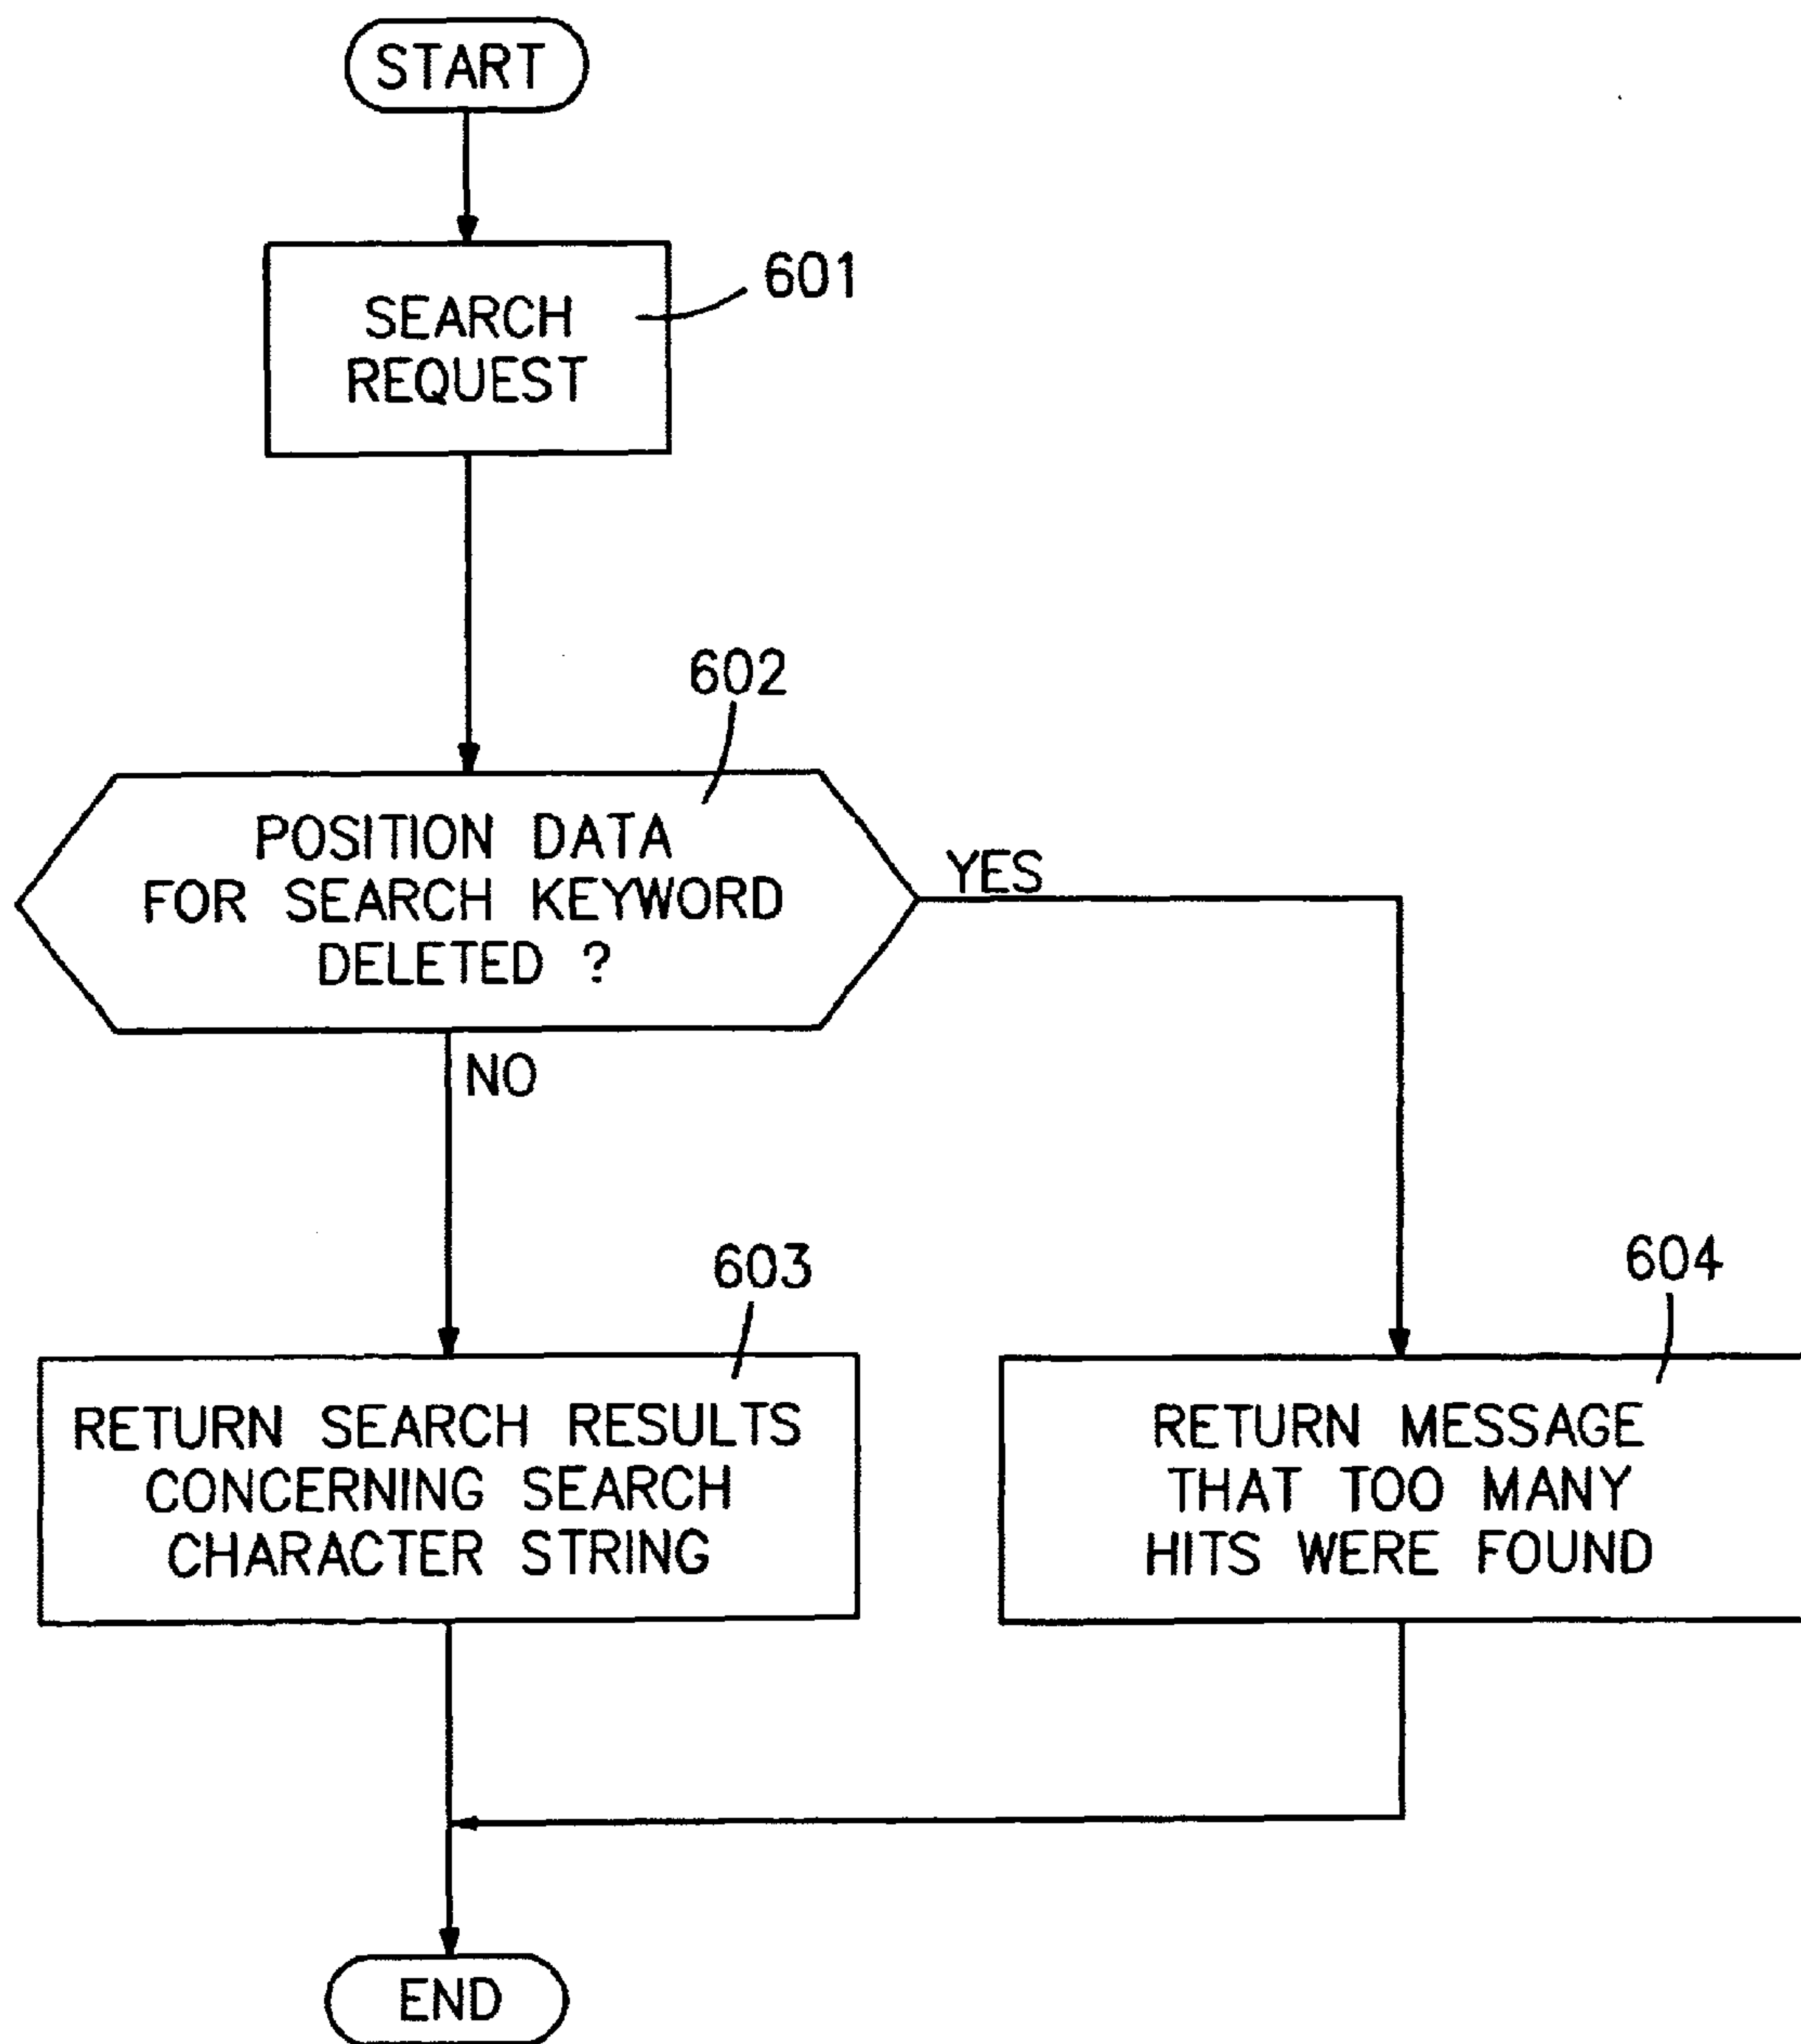 START
601
SEARCH
REQUEST
602
POSITION DATA
FOR SEARCH KEYWORD
DELETED ?
YES
NO
603
RETURN SEARCH RESULTS
CONCERNING SEARCH
CHARACTER STRING
604
RETURN MESSAGE
THAT TOO MANY
HITS WERE FOUND
END